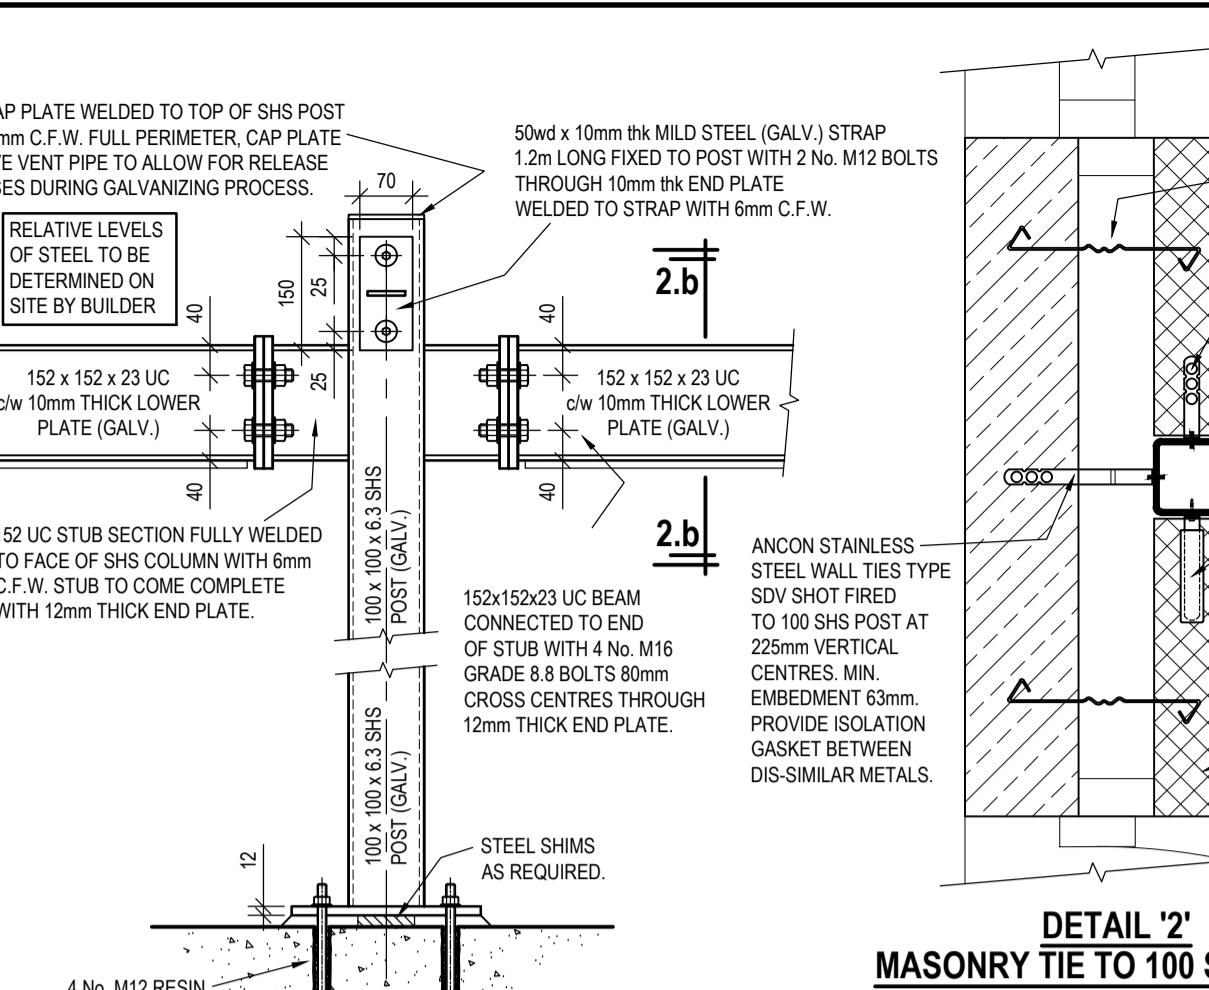 AP PLATE WELDED TO TOP OF SHS POST
mm C.F.W. FULL PERIMETER, CAP PLATE
VE VENT PIPE TO ALLOW FOR RELEASE
SES DURING GALVANIZING PROCESS.
RELATIVE LEVELS
OF STEEL TO BE
DETERMINED ON
SITE BY BUILDER
50wd x 10mm thk MILD STEEL (GALV.) STRAP
1.2m LONG FIXED TO POST WITH 2 No. M12 BOLTS
THROUGH 10mm thk END PLATE
WELDED TO STRAP WITH 6mm C.F.W.
70
150
25
25
40
40
40
40
2.b
2.b
152 x 152 x 23 UC
c/w 10mm THICK LOWER
PLATE (GALV.)
152 x 152 x 23 UC
c/w 10mm THICK LOWER
PLATE (GALV.)
152 UC STUB SECTION FULLY WELDED
TO FACE OF SHS COLUMN WITH 6mm
C.F.W. STUB TO COME COMPLETE
WITH 12mm THICK END PLATE.
100 x 100 x 6.3 SHS
POST (GALV.)
152x152x23 UC BEAM
CONNECTED TO END
OF STUB WITH 4 No. M16
GRADE 8.8 BOLTS 80mm
CROSS CENTRES THROUGH
12mm THICK END PLATE.
ANCON STAINLESS
STEEL WALL TIES TYPE
SDV SHOT FIRED
TO 100 SHS POST AT
225mm VERTICAL
CENTRES. MIN.
EMBEDMENT 63mm.
PROVIDE ISOLATION
GASKET BETWEEN
DIS-SIMILAR METALS.
100 x 100 x 6.3 SHS
POST (GALV.)
12
STEEL SHIMS
AS REQUIRED.
4 No. M12 RESIN
DETAIL '2'
MASONRY TIE TO 100 S